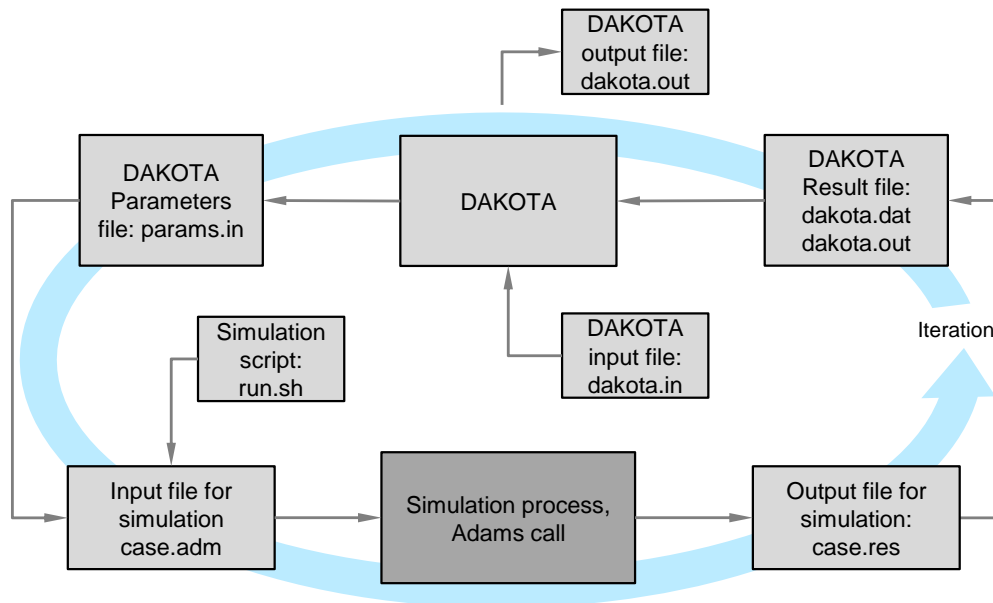 DAKOTA
output file:
dakota.out
DAKOTA
Parameters
file: params.in
DAKOTA
DAKOTA
Result file:
dakota.dat
dakota.out
Simulation
script:
run.sh
DAKOTA
input file:
dakota.in
Iteration
Input file for
simulation
case.adm
Simulation process,
Adams call
Output file for
simulation:
case.res